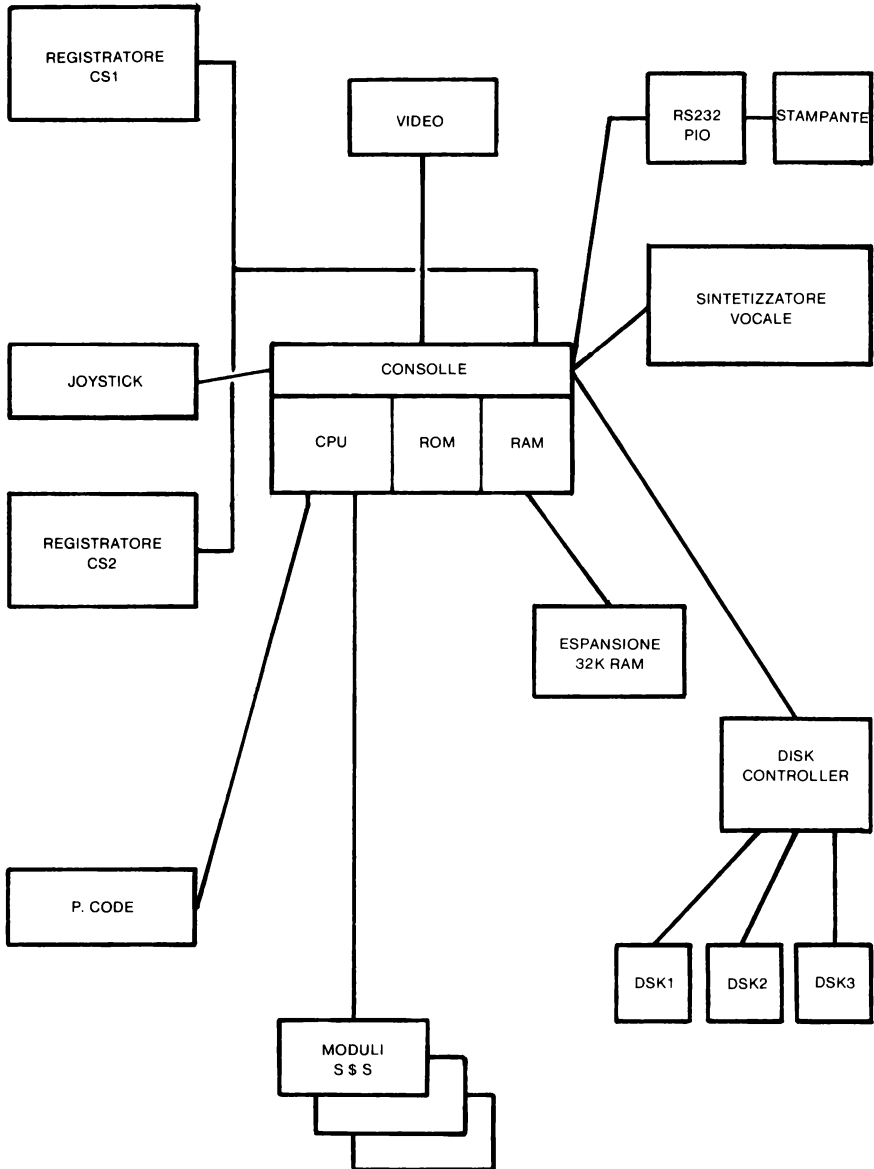 REGISTRATORE
CS1
VIDEO
RS232
PIO
STAMPANTE
SINTETIZZATORE
VOCALE
JOYSTICK
CONSOLLE
CPU
ROM
RAM
REGISTRATORE
CS2
ESPANSIONE
32K RAM
DISK
CONTROLLER
P. CODE
DSK1
DSK2
DSK3
MODULI
S $ S